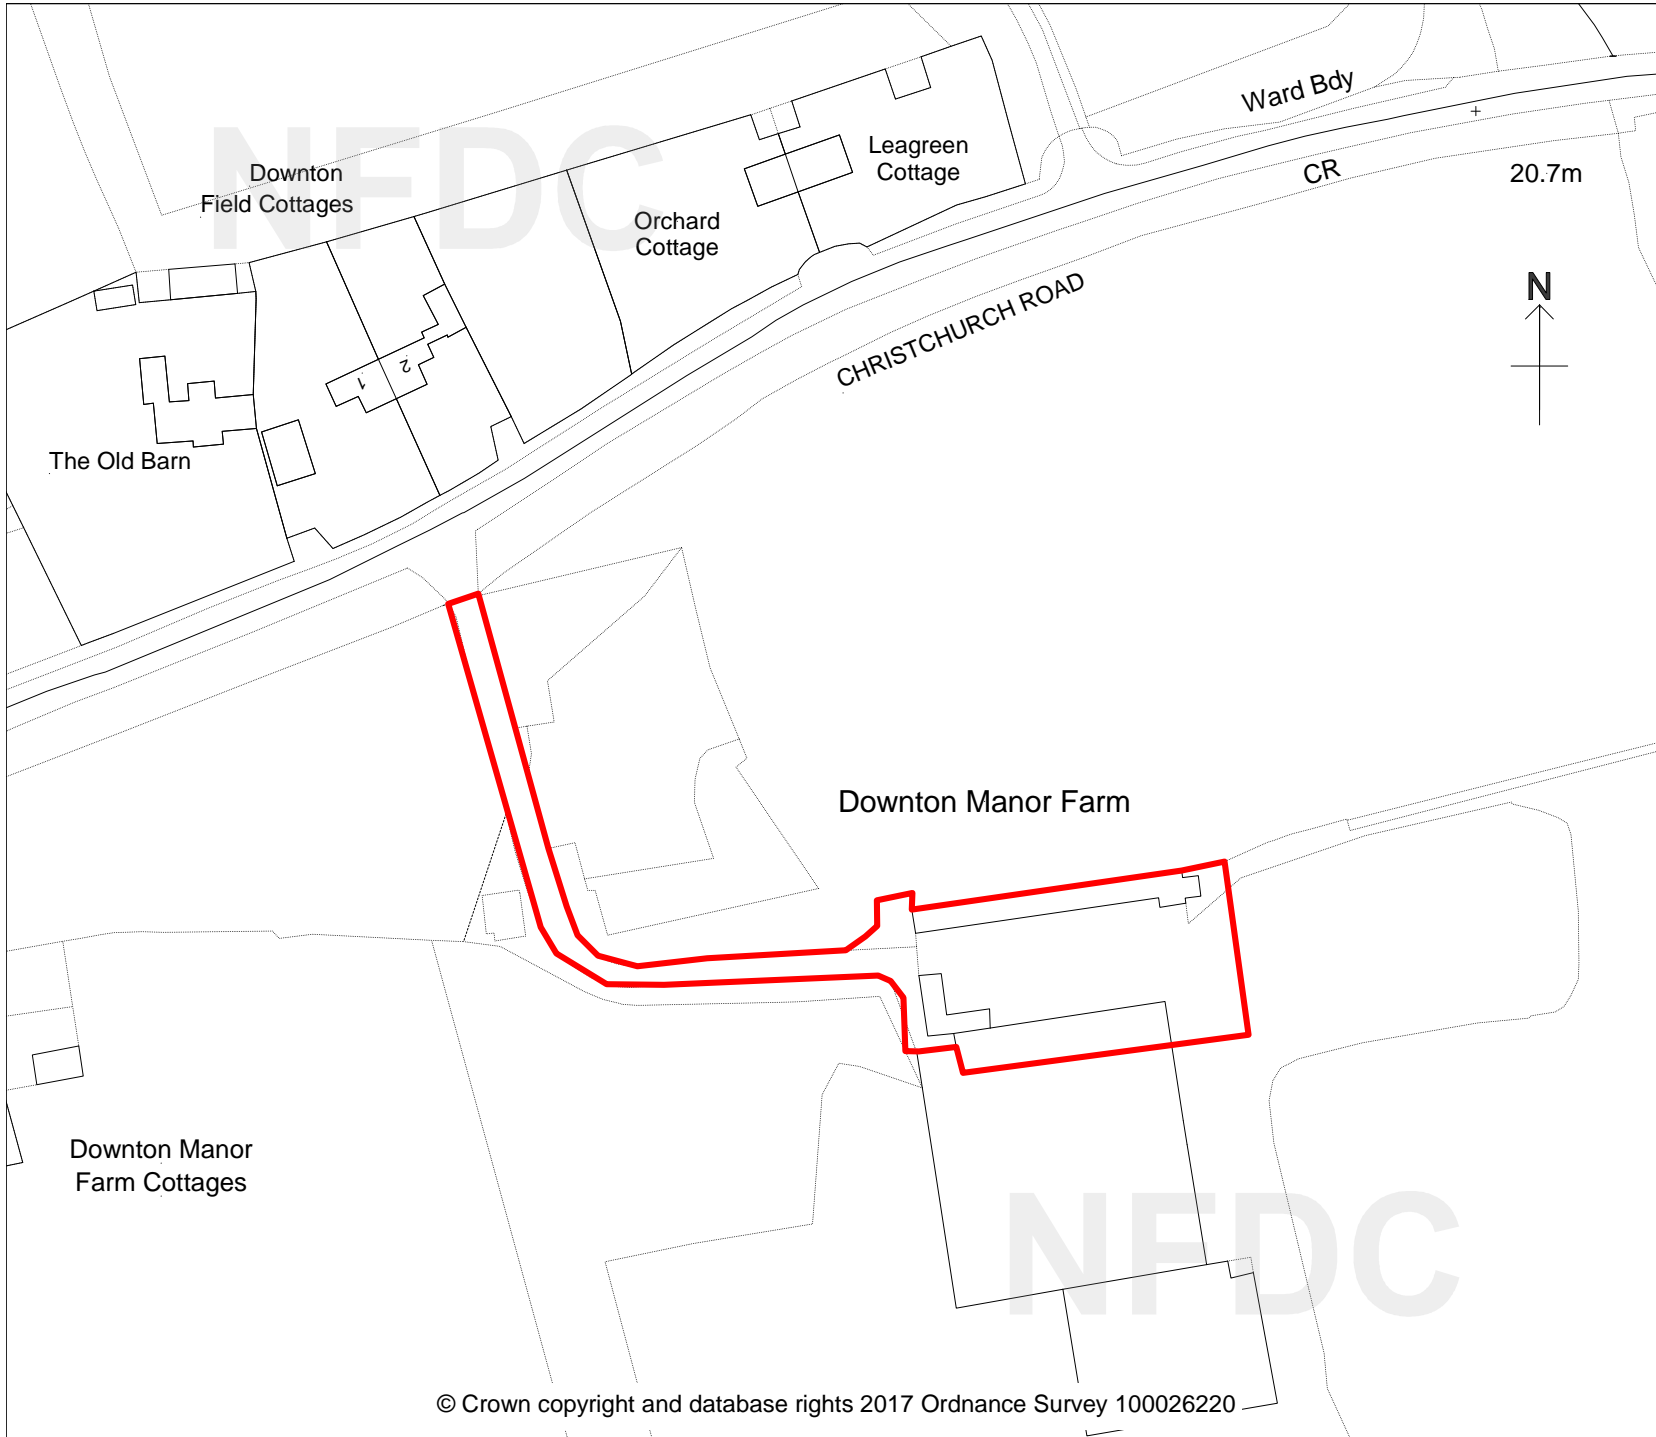 NFDC
Ward Bdy
Leagreen
Cottage
Downton
Field Cottages
CR
20.7m
Orchard
Cottage
N
CHRISTCHURCH ROAD
1
2
The Old Barn
Downton Manor Farm
Downton Manor
Farm Cottages
NFDC
© Crown copyright and database rights 2017 Ordnance Survey 100026220